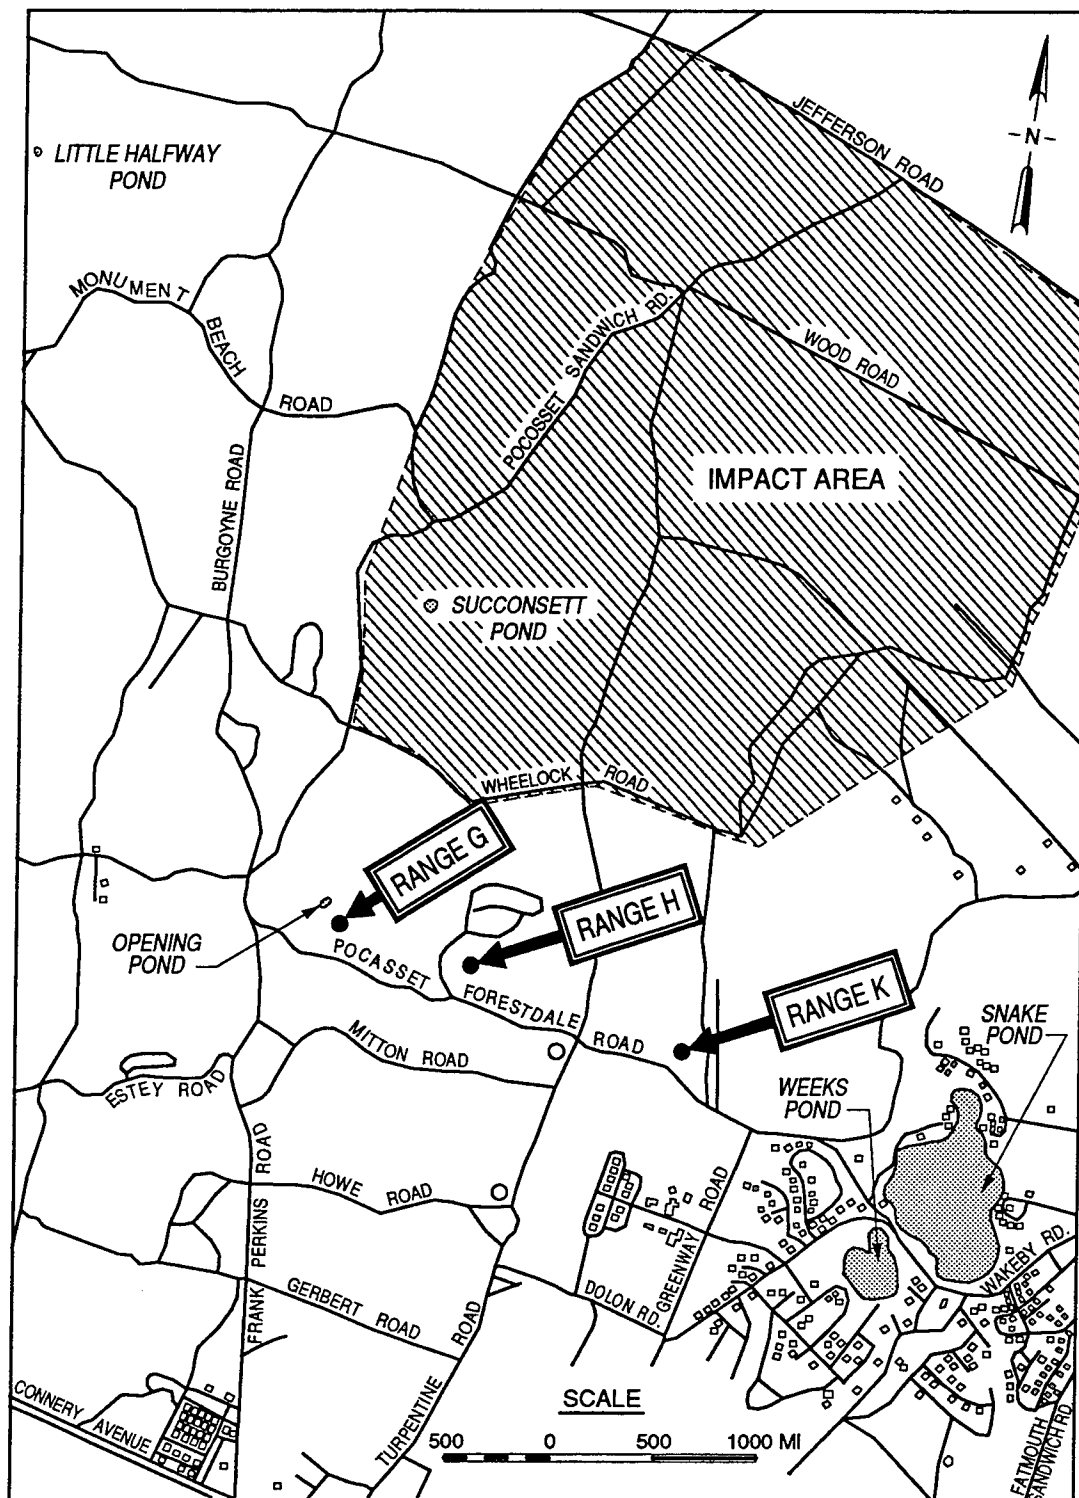 JEFFERSON ROAD
- N -
LITTLE HALFWAY
POND
MONUMENT
BEACH
ROAD
POCOSSET SANDWICH RD.
WOOD ROAD
IMPACT AREA
BURGOYNE ROAD
SUCCONSETT
POND
WHEELOCK ROAD
RANGE G
RANGE H
RANGE K
OPENING
POND
POCASSET FORESTDALE ROAD
MITTON ROAD
ESTEY ROAD
SNAKE
POND
WEEKS
POND
HOWE ROAD
FRANK PERKINS ROAD
GREENWAY ROAD
WAKEBY RD.
GERBERT ROAD
DOLON RD.
TURPENTINE ROAD
CONNERY AVENUE
SCALE
500 0 500 1000 MI
FATMOUTH
SANDWICH RD.